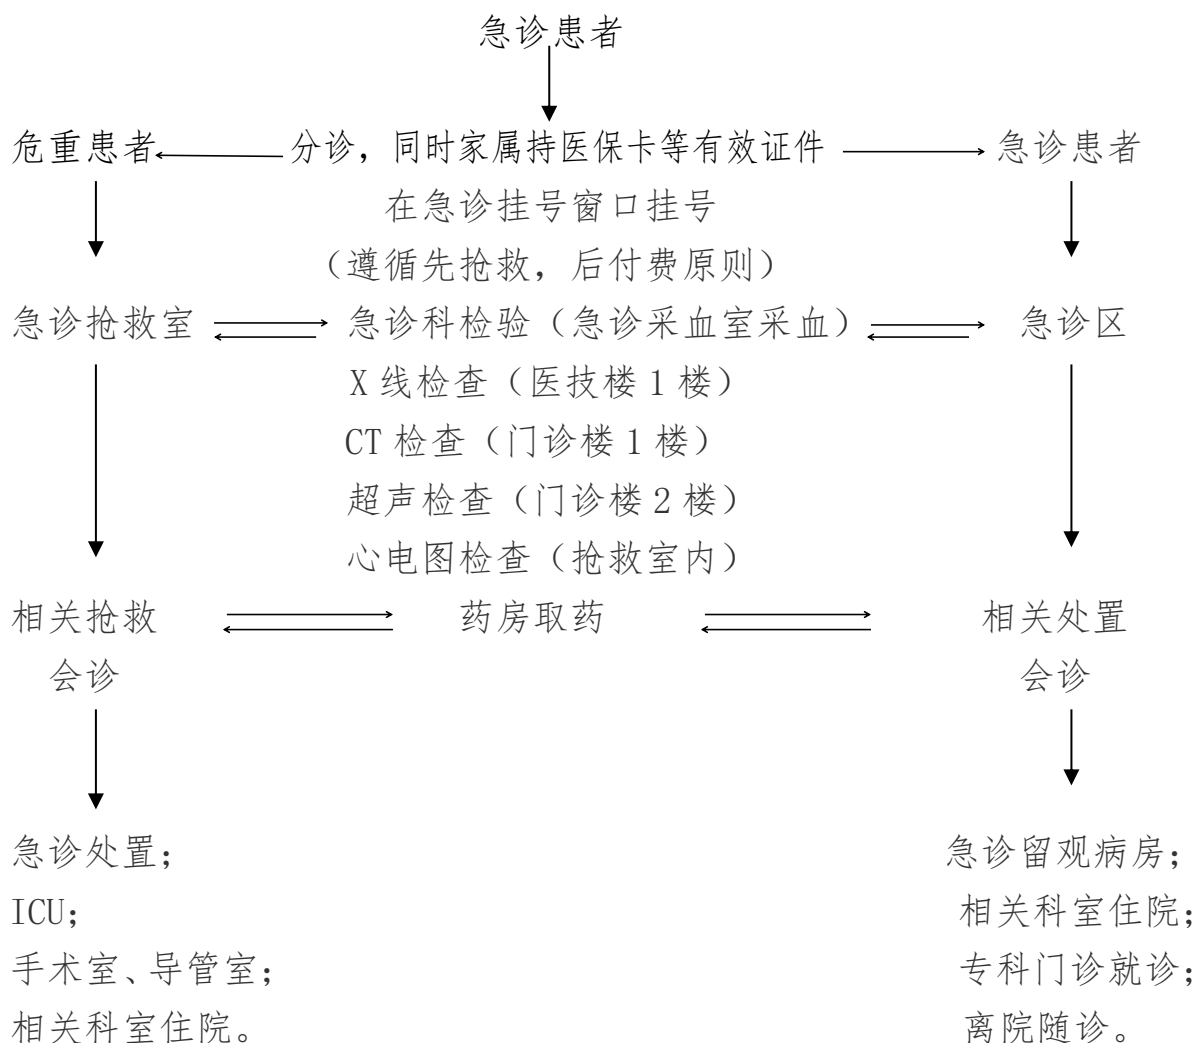 急诊患者
危重患者 分诊，同时家属持医保卡等有效证件 急诊患者
在急诊挂号窗口挂号
（遵循先抢救，后付费原则）
急诊抢救室 急诊科检验（急诊采血室采血） 急诊区
X 线检查（医技楼 1 楼）
CT 检查（门诊楼 1 楼）
超声检查（门诊楼 2 楼）
心电图检查（抢救室内）
相关抢救 药房取药 相关处置
会诊 会诊
急诊处置； 急诊留观病房；
ICU； 相关科室住院；
手术室、导管室； 专科门诊就诊；
相关科室住院。 离院随诊。